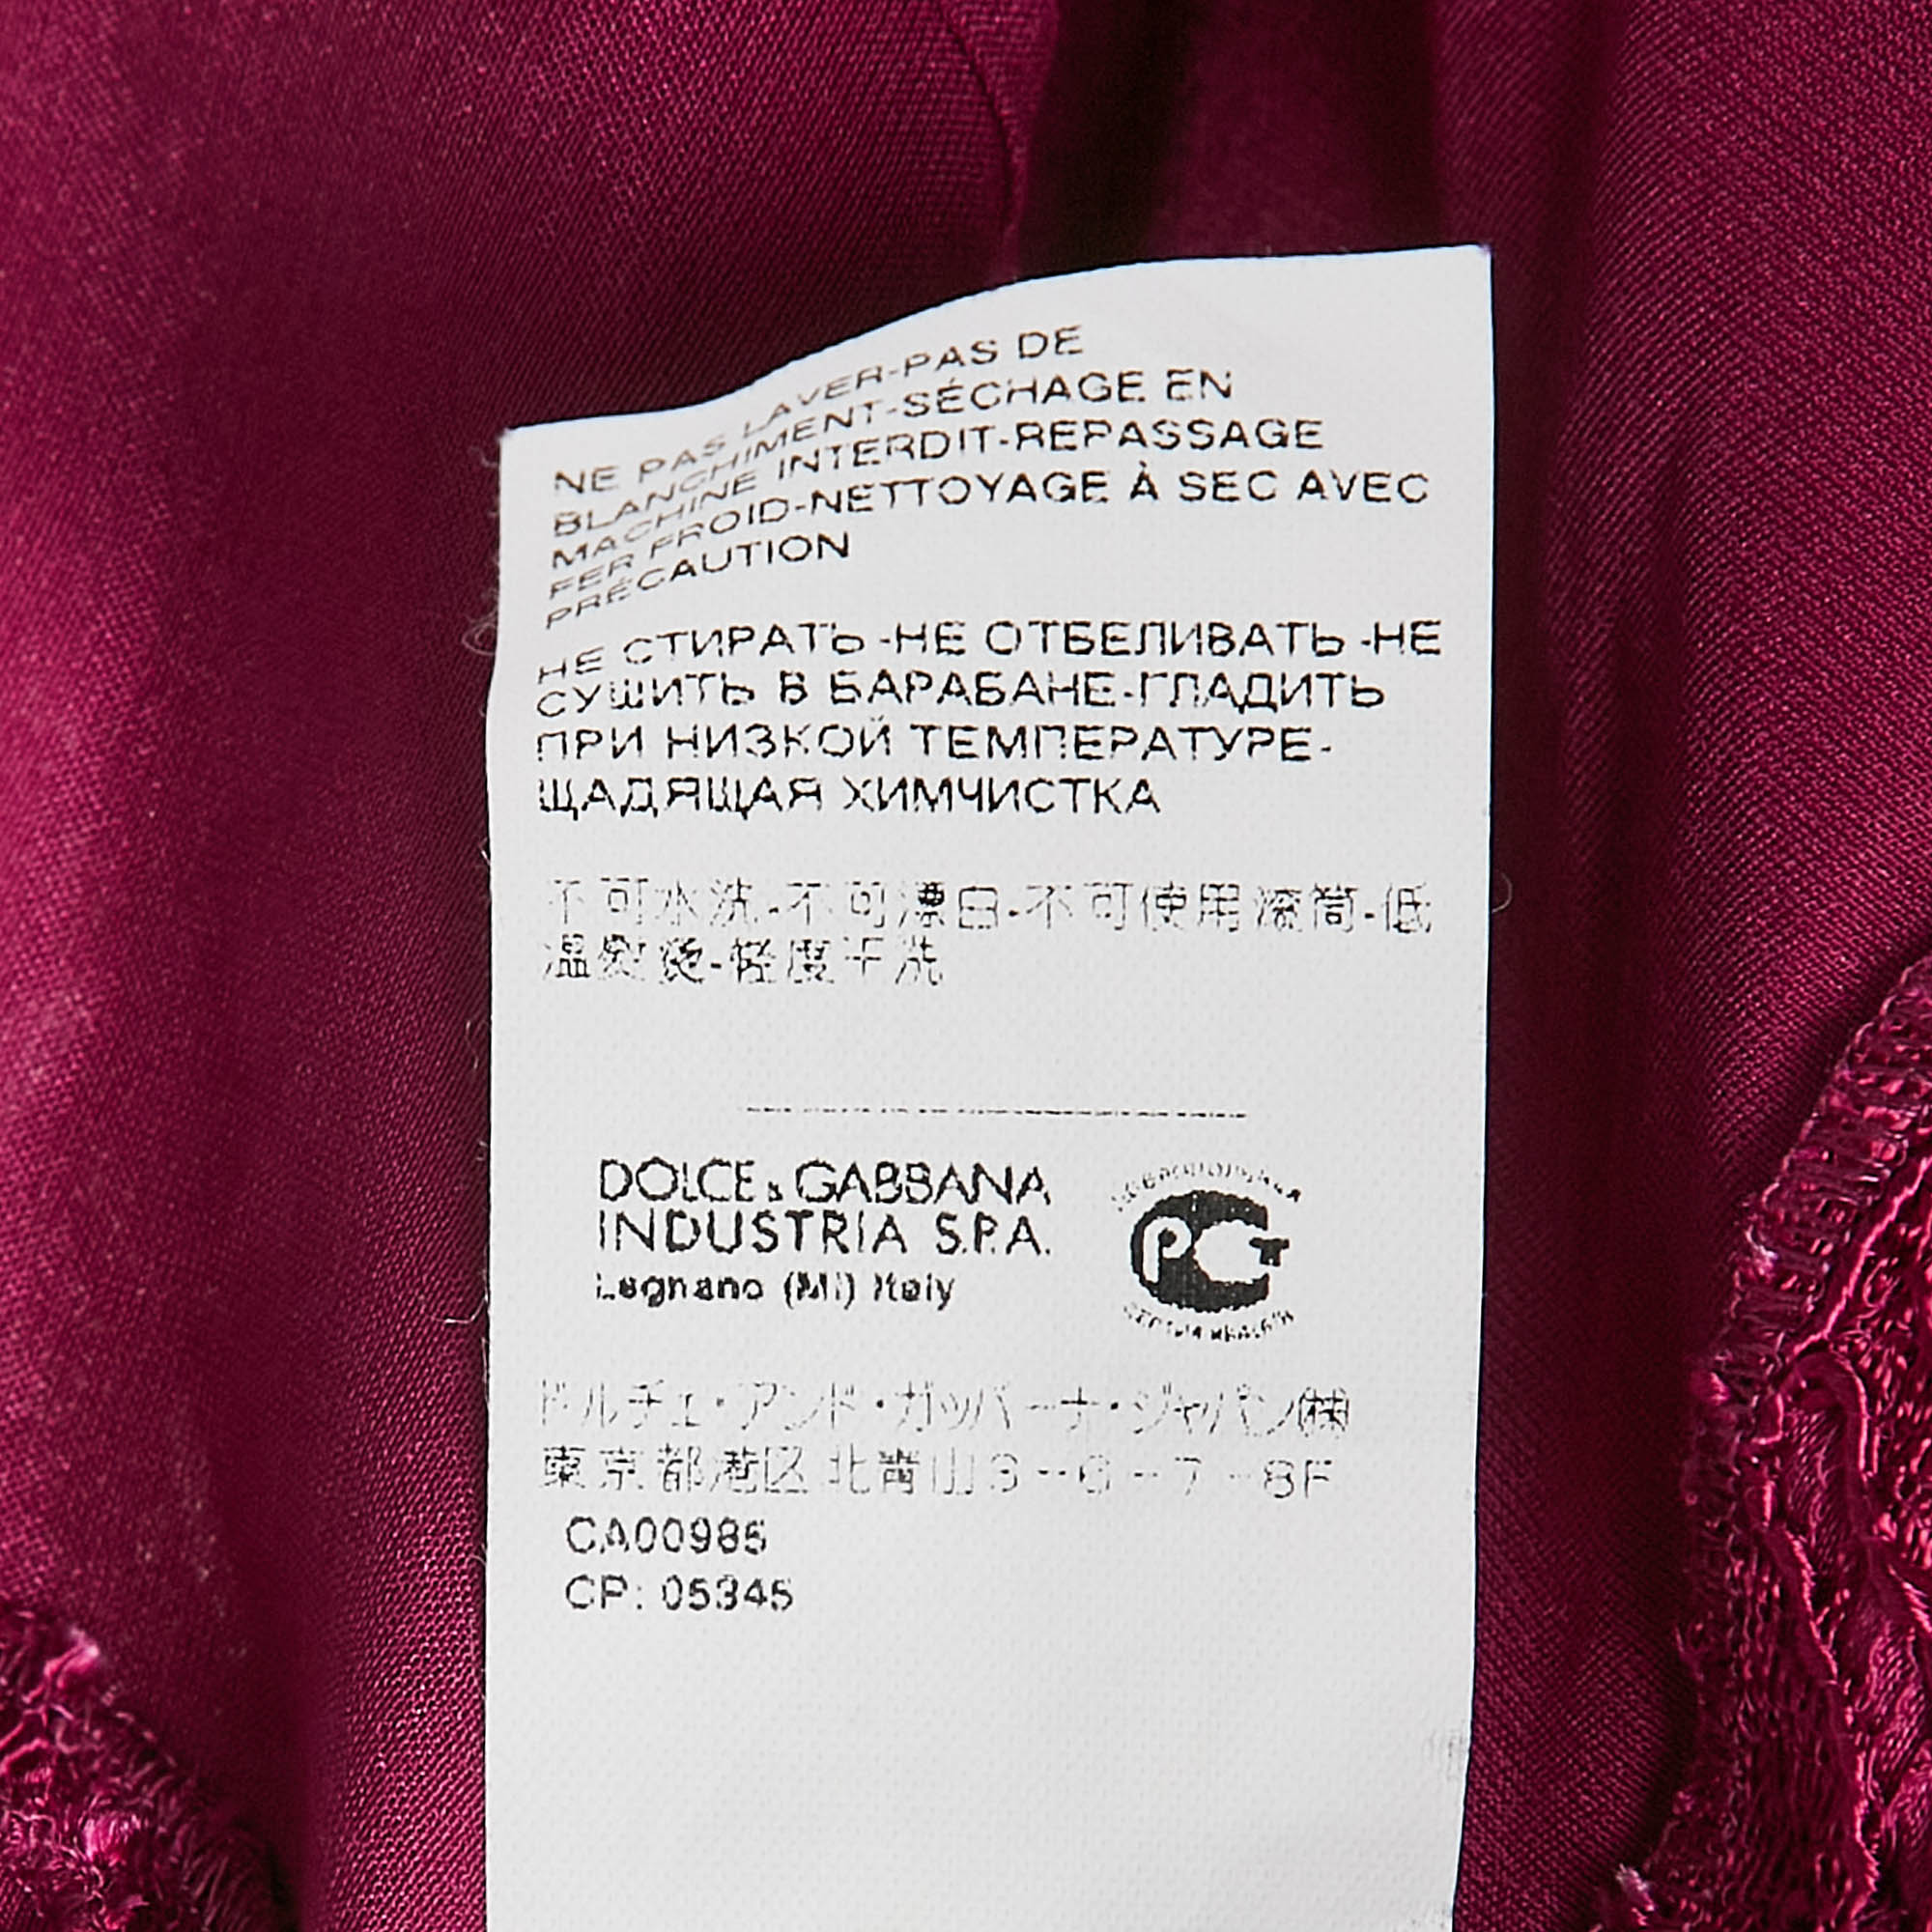 NE PAS LAVER-PAS DE
BLANCHIMENT-SÉCHAGE EN
MACHINE INTERDIT-REPASSAGE
FER FROID-NETTOYAGE À SEC AVEC
PRÉCAUTION
НЕ СТИРАТЬ -НЕ ОТБЕЛИВАТЬ -НЕ
СУШИТЬ В БАРАБАНЕ-ГЛАДИТЬ
ПРИ НИЗКОЙ ТЕМПЕРАТУРЕ-
ЩАДЯЩАЯ ХИМЧИСТКА
不可水洗-不可漂白-不可使用滚筒-低
温熨烫-轻度干洗
DOLCE & GABBANA
INDUSTRIA S.P.A.
Legnano (MI) Italy
ДОБРОВОЛЬНАЯ
РСТ
ドルチェ・アンド・ガッバーナ・ジャパン㈱
東京都港区北青山3-6-7-8F
CA00985
CP: 05345